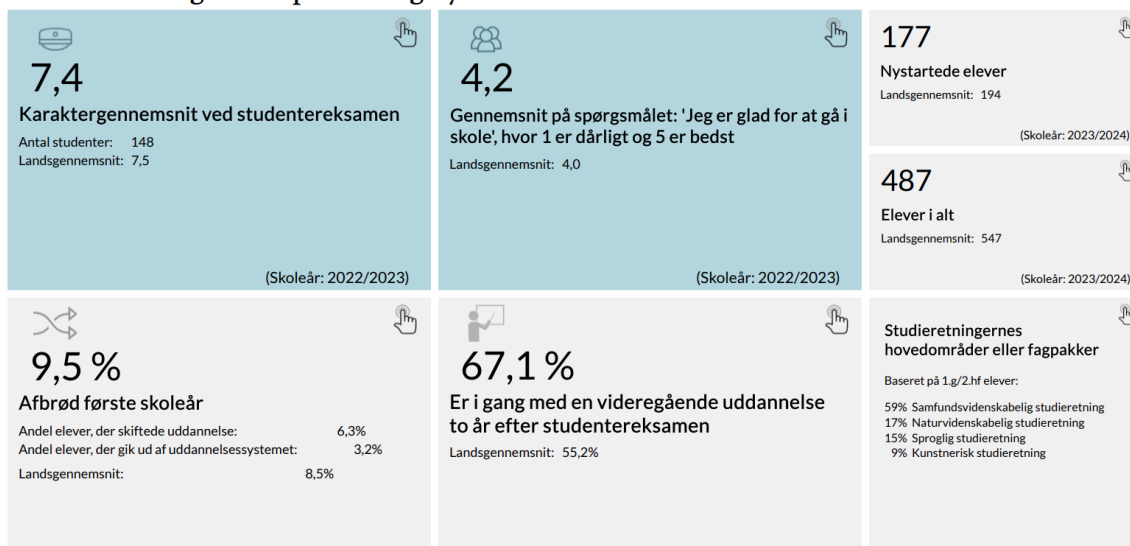 7,4
Karaktergennemsnit ved studentereksamen
Antal studenter: 148
Landsgennemsnit: 7,5
(Skoleår: 2022/2023)
4,2
Gennemsnit på spørgsmålet: 'Jeg er glad for at gå i
skole', hvor 1 er dårligt og 5 er bedst
Landsgennemsnit: 4,0
(Skoleår: 2022/2023)
177
Nystartede elever
Landsgennemsnit: 194
(Skoleår: 2023/2024)
487
Elever i alt
Landsgennemsnit: 547
(Skoleår: 2023/2024)
9,5 %
Afbrød første skoleår
Andel elever, der skiftede uddannelse: 6,3%
Andel elever, der gik ud af uddannelsessystemet: 3,2%
Landsgennemsnit: 8,5%
67,1 %
Er i gang med en videregående uddannelse
to år efter studentereksamen
Landsgennemsnit: 55,2%
Studieretningernes
hovedområder eller fagpakker
Baseret på 1.g/2.hf elever:
59% Samfundsvidenskabelig studieretning
17% Naturvidenskabelig studieretning
15% Sproglig studieretning
9% Kunstnerisk studieretning